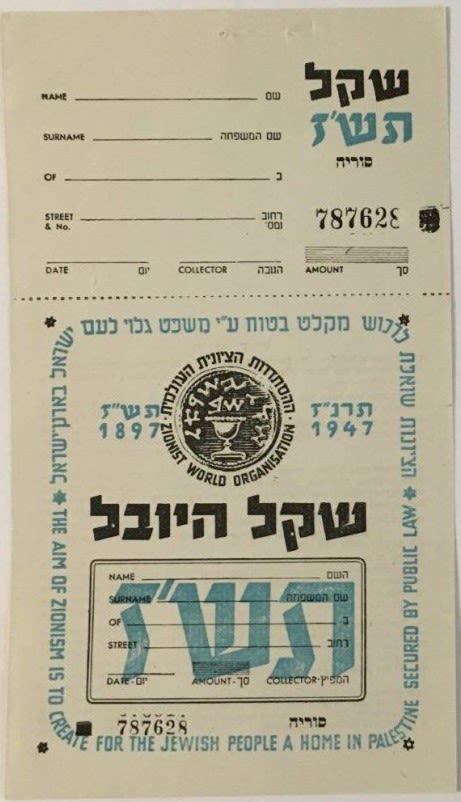 שקל
תש"ז
סוריה
787628
NAME שם
SURNAME שם המשפחה
OF ב
STREET & No. רחוב ומס'
DATE יום COLLECTOR הגובה AMOUNT סך
הציונות שואפת לרכוש מקלט בטוח ע"י משפט גלוי לעם ישראל בארץ-ישראל
THE AIM OF ZIONISM IS TO CREATE FOR THE JEWISH PEOPLE A HOME IN PALESTINE SECURED BY PUBLIC LAW
ההסתדרות הציונית העולמית
ZIONIST WORLD ORGANISATION
תרנ"ז תש"ז
1897 1947
שקל היובל
תש"ז
NAME השם
SURNAME שם משפחה
OF ב
STREET רחוב
DATE-יום AMOUNT-סך COLLECTOR-המפיץ
787628 סוריה